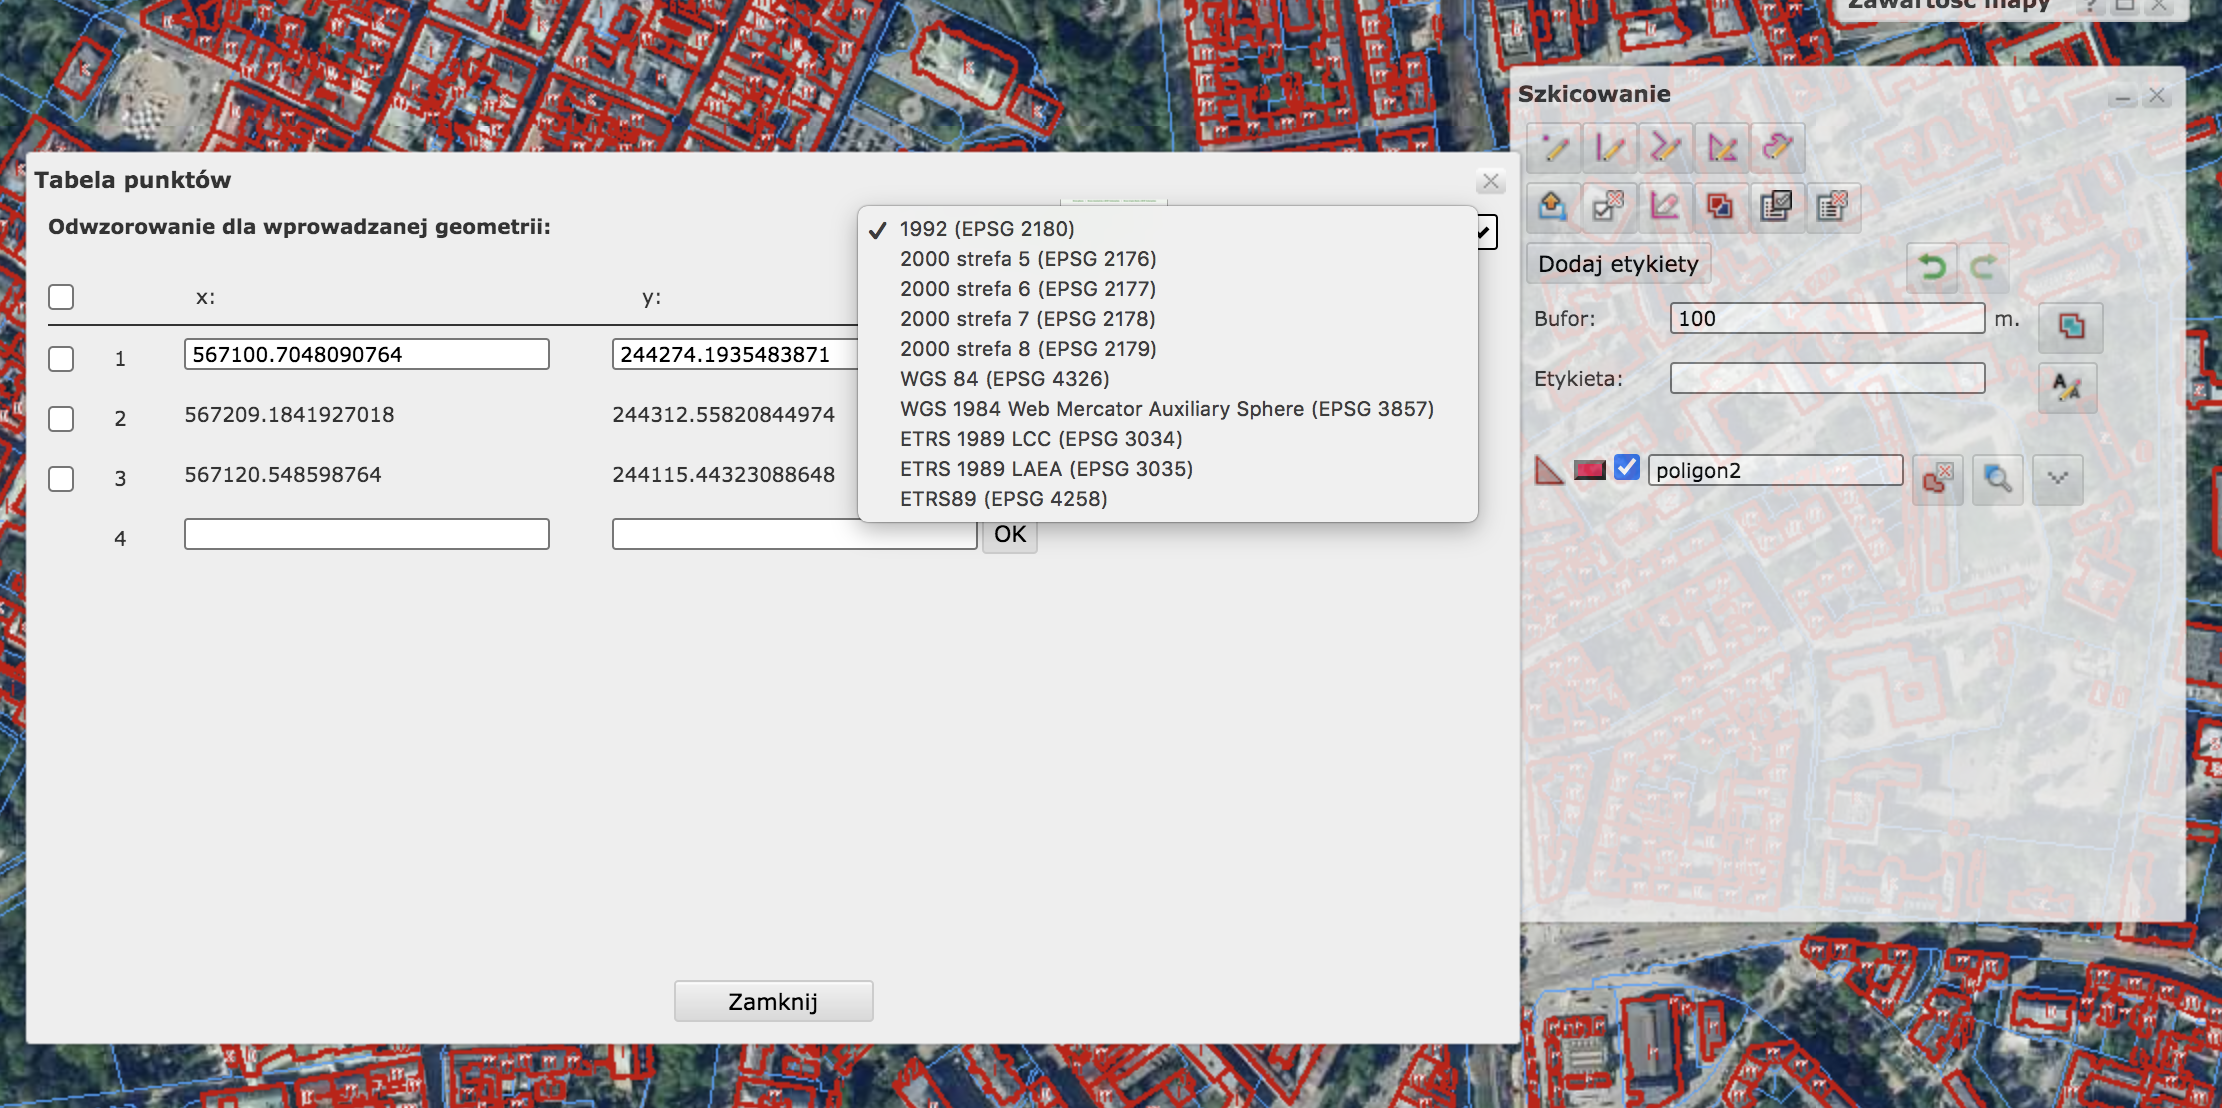 Zawartość mapy
Szkicowanie
Tabela punktów
Odwzorowanie dla wprowadzanej geometrii:
1992 (EPSG 2180)
2000 strefa 5 (EPSG 2176)
2000 strefa 6 (EPSG 2177)
2000 strefa 7 (EPSG 2178)
2000 strefa 8 (EPSG 2179)
WGS 84 (EPSG 4326)
WGS 1984 Web Mercator Auxiliary Sphere (EPSG 3857)
ETRS 1989 LCC (EPSG 3034)
ETRS 1989 LAEA (EPSG 3035)
ETRS89 (EPSG 4258)
x: y:
1 567100.7048090764 244274.1935483871
2 567209.1841927018 244312.55820844974
3 567120.548598764 244115.44323088648
4 OK
Zamknij
Dodaj etykiety
Bufor: 100 m.
Etykieta:
poligon2